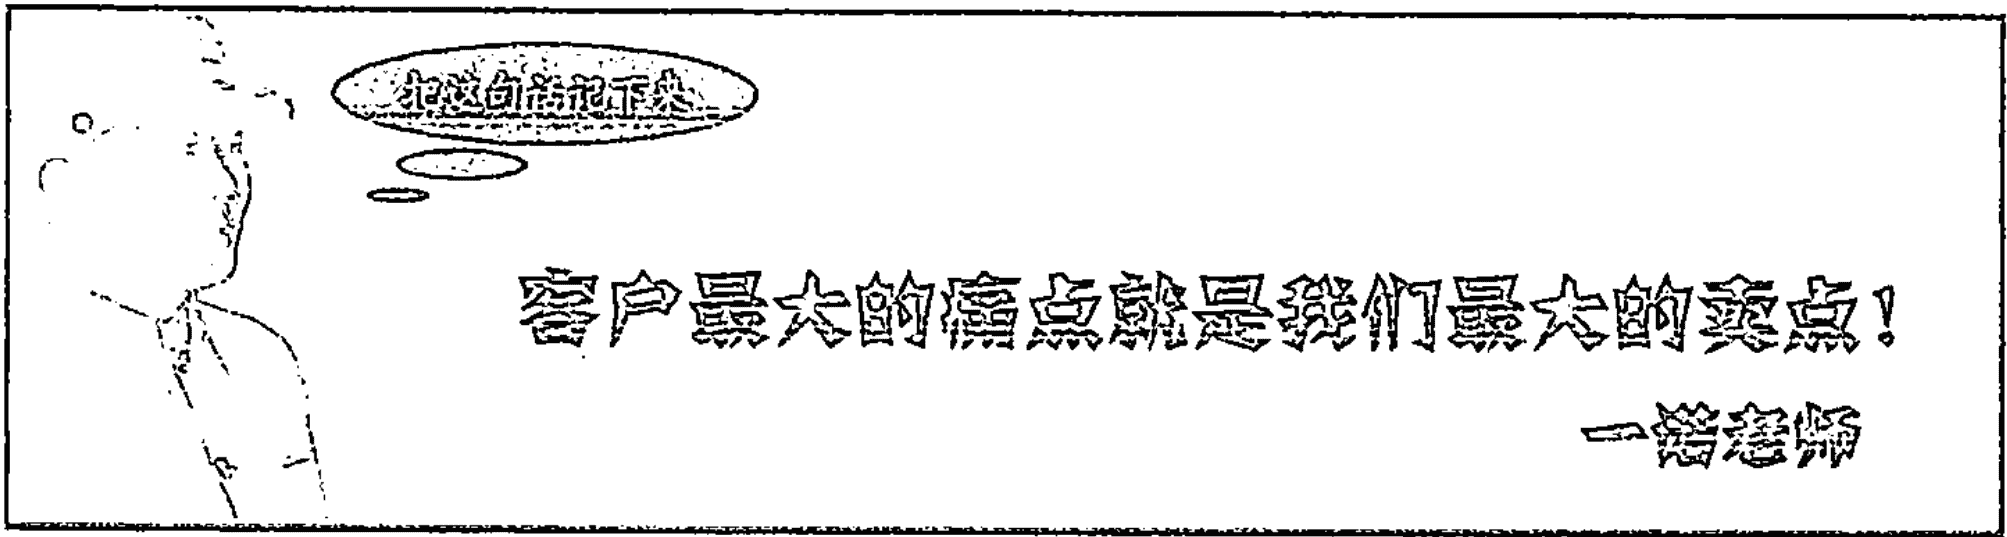 把这句话记下来
客户最大的痛点就是我们最大的卖点！
一诺老师